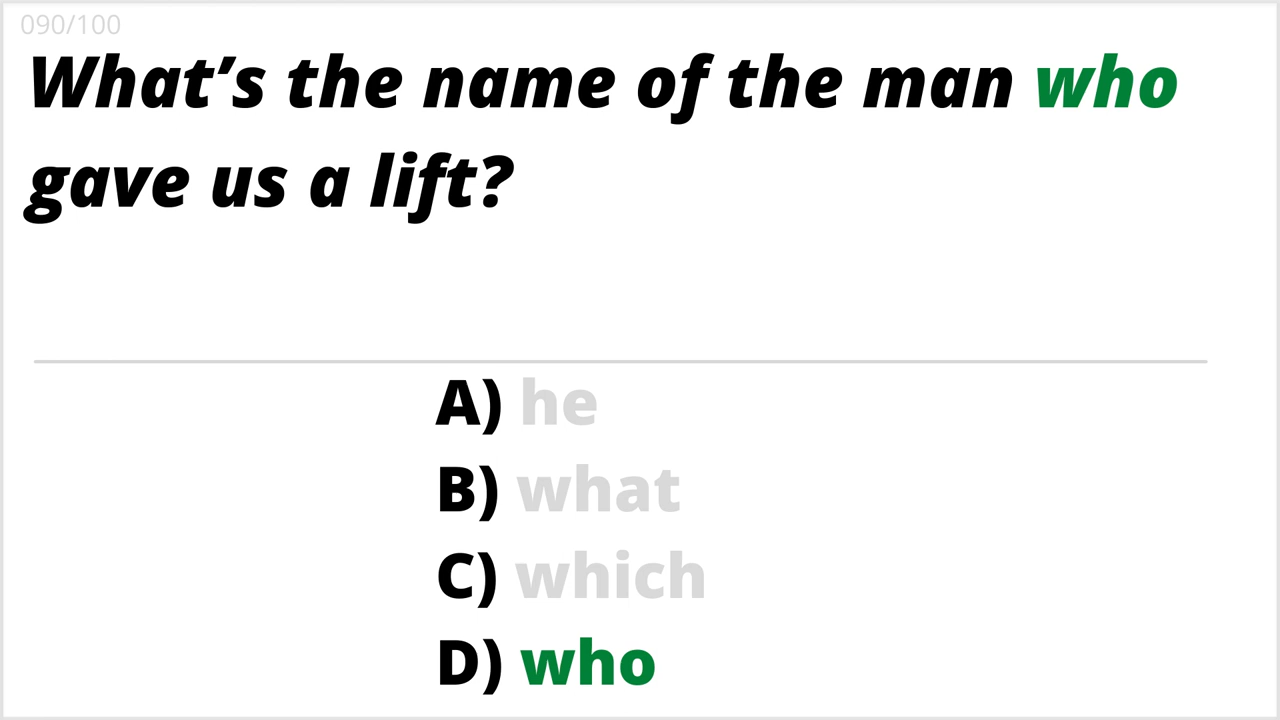 090/100
What’s the name of the man who
gave us a lift?
A) he
B) what
C) which
D) who